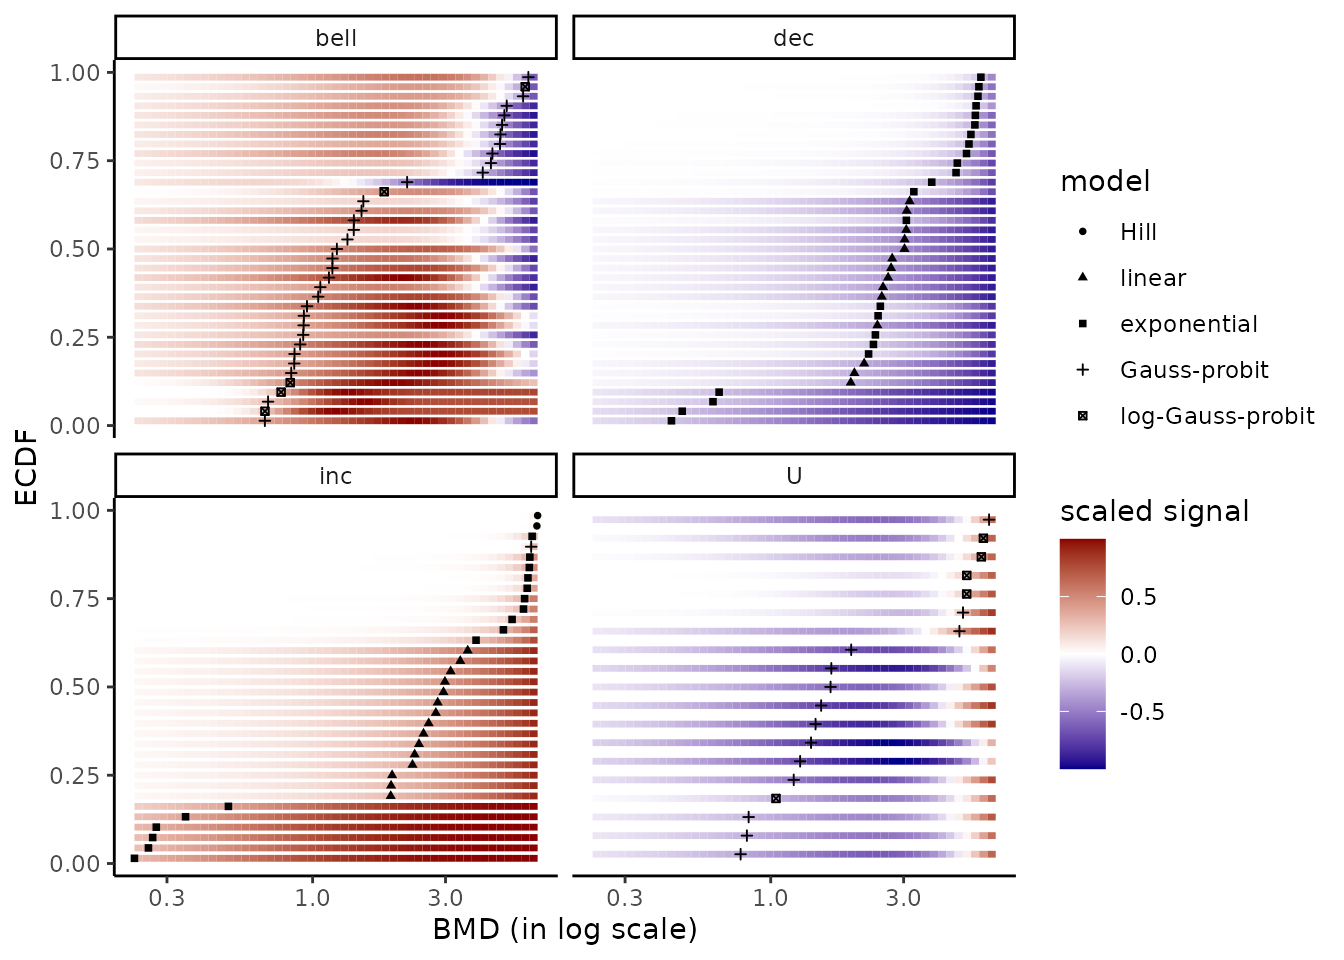 bell
dec
1.00
0.75
0.50
0.25
0.00
inc
U
1.00
0.75
0.50
0.25
0.00
0.3
1.0
3.0
0.3
1.0
3.0
ECDF
BMD (in log scale)
model
Hill
linear
exponential
Gauss-probit
log-Gauss-probit
scaled signal
0.5
0.0
-0.5